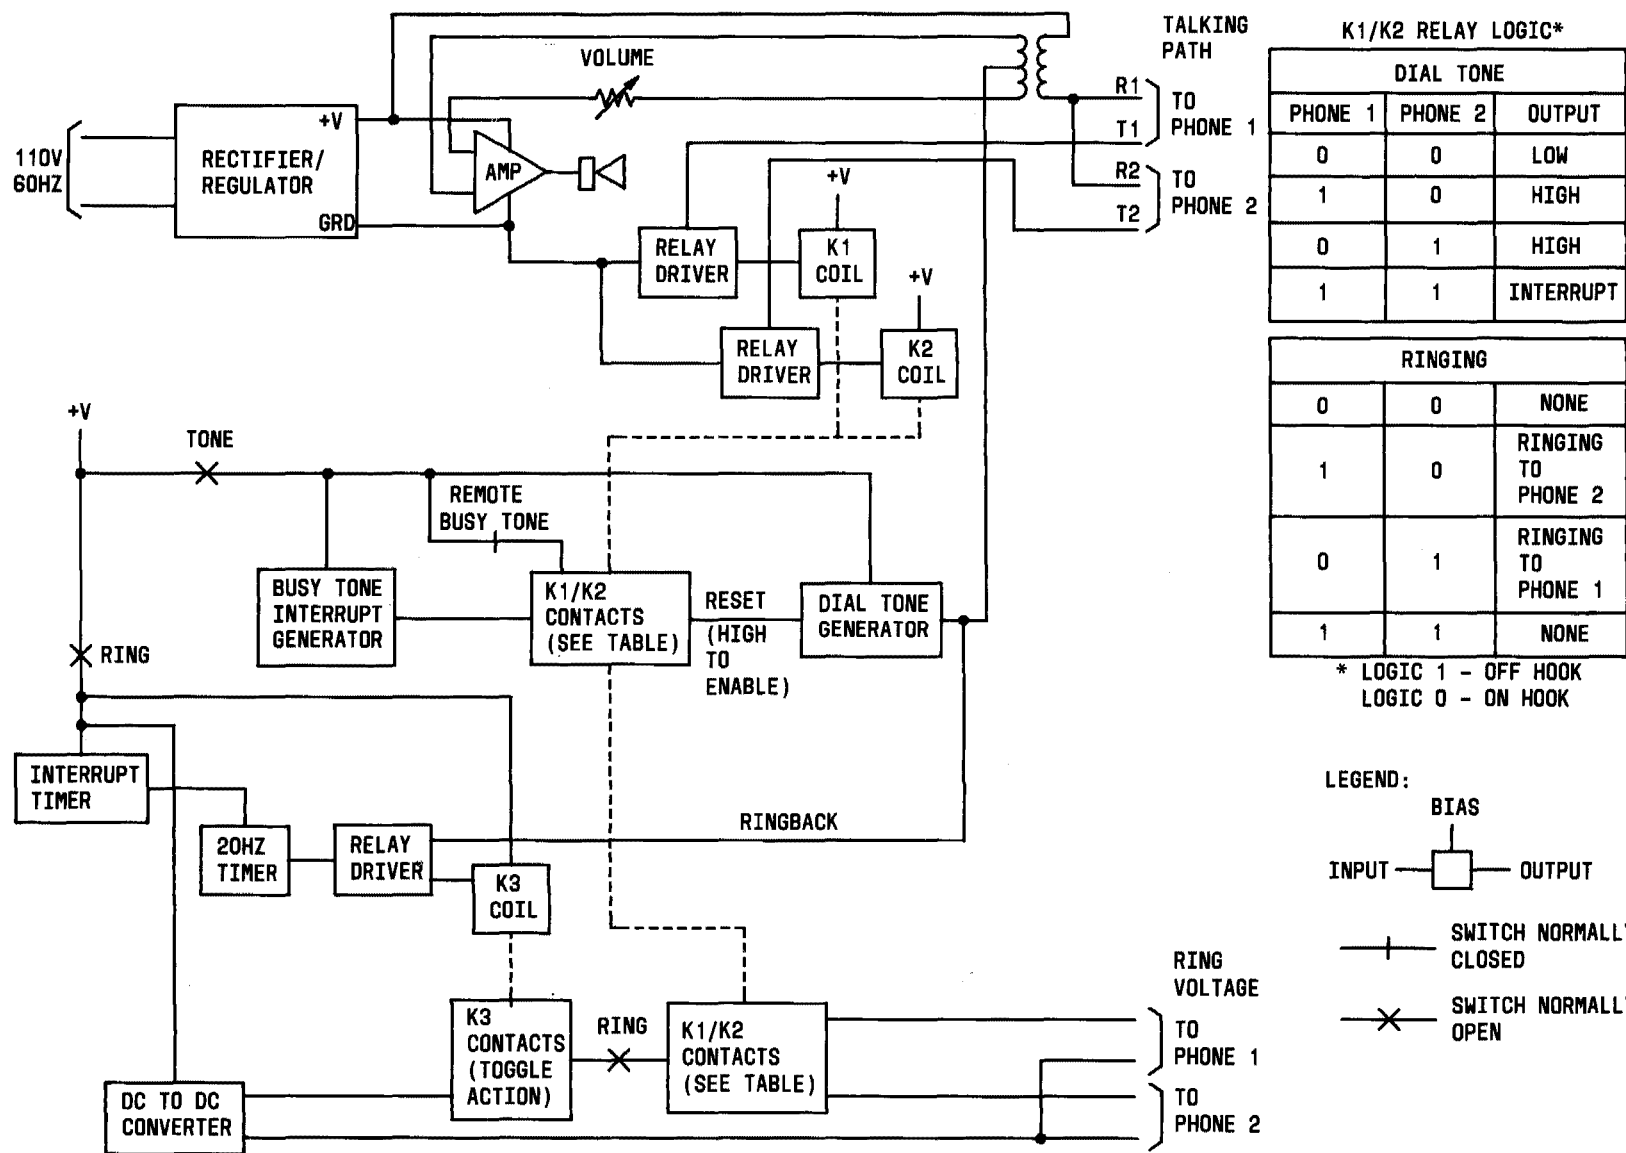 TALKING
PATH
K1/K2 RELAY LOGIC*
VOLUME
DIAL TONE
R1
TO
PHONE 1
T1
PHONE 1 PHONE 2 OUTPUT
+V
110V
60HZ
RECTIFIER/
REGULATOR
AMP
0 0 LOW
+V
R2
TO
PHONE 2
T2
1 0 HIGH
GRD
RELAY
DRIVER
K1
COIL
0 1 HIGH
+V
1 1 INTERRUPT
RELAY
DRIVER
K2
COIL
RINGING
0 0 NONE
+V
TONE
1 0 RINGING
TO
PHONE 2
REMOTE
BUSY TONE
0 1 RINGING
TO
PHONE 1
BUSY TONE
INTERRUPT
GENERATOR
K1/K2
CONTACTS
(SEE TABLE)
RESET
(HIGH
TO
ENABLE)
DIAL TONE
GENERATOR
1 1 NONE
RING
* LOGIC 1 - OFF HOOK
LOGIC 0 - ON HOOK
INTERRUPT
TIMER
LEGEND:
BIAS
INPUT
OUTPUT
20HZ
TIMER
RELAY
DRIVER
RINGBACK
K3
COIL
SWITCH NORMALLY
CLOSED
RING
VOLTAGE
SWITCH NORMALLY
OPEN
K3
CONTACTS
(TOGGLE
ACTION)
RING
K1/K2
CONTACTS
(SEE TABLE)
TO
PHONE 1
DC TO DC
CONVERTER
TO
PHONE 2